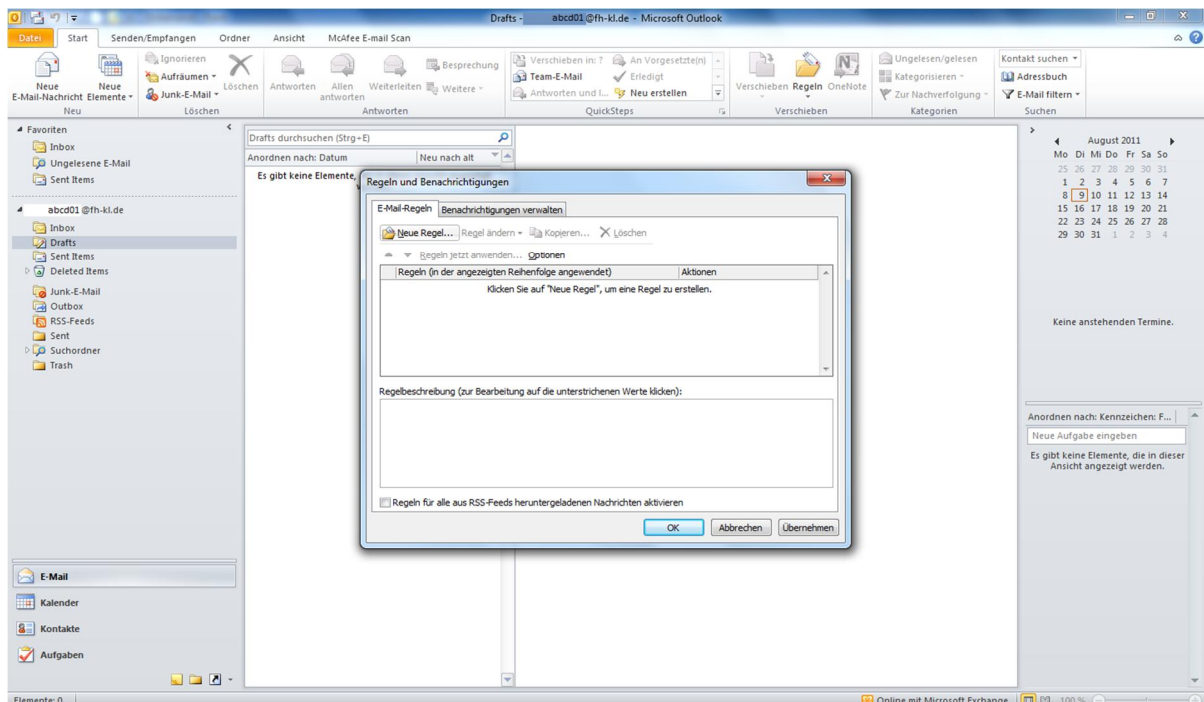 Drafts - abcd01 @fh-kl.de - Microsoft Outlook
Datei Start Senden/Empfangen Ordner Ansicht McAfee E-mail Scan
Neue E-Mail-Nachricht
Neue Elemente
Neu
Ignorieren
Aufräumen
Junk-E-Mail
Löschen
Löschen
Antworten
Allen antworten
Weiterleiten
Besprechung
Weitere
Antworten
Verschieben in: ?
Team-E-Mail
Antworten und l...
An Vorgesetzte(n)
Erledigt
Neu erstellen
QuickSteps
Verschieben
Regeln
OneNote
Verschieben
Ungelesen/gelesen
Kategorisieren
Zur Nachverfolgung
Kategorien
Kontakt suchen
Adressbuch
E-Mail filtern
Suchen
Favoriten
Inbox
Ungelesene E-Mail
Sent Items
abcd01 @fh-kl.de
Inbox
Drafts
Sent Items
Deleted Items
Junk-E-Mail
Outbox
RSS-Feeds
Sent
Suchordner
Trash
E-Mail
Kalender
Kontakte
Aufgaben
Drafts durchsuchen (Strg+E)
Anordnen nach: Datum Neu nach alt
Es gibt keine Elemente,
Regeln und Benachrichtigungen
E-Mail-Regeln Benachrichtigungen verwalten
Neue Regel... Regel ändern Kopieren... Löschen
Regeln jetzt anwenden... Optionen
Regeln (in der angezeigten Reihenfolge angewendet) Aktionen
Klicken Sie auf "Neue Regel", um eine Regel zu erstellen.
Regelbeschreibung (zur Bearbeitung auf die unterstrichenen Werte klicken):
Regeln für alle aus RSS-Feeds heruntergeladenen Nachrichten aktivieren
OK Abbrechen Übernehmen
August 2011
Mo Di Mi Do Fr Sa So
25 26 27 28 29 30 31
1 2 3 4 5 6 7
8 9 10 11 12 13 14
15 16 17 18 19 20 21
22 23 24 25 26 27 28
29 30 31 1 2 3 4
Keine anstehenden Termine.
Anordnen nach: Kennzeichen: F...
Neue Aufgabe eingeben
Es gibt keine Elemente, die in dieser
Ansicht angezeigt werden.
Elemente: 0
Online mit Microsoft Exchange
100 %